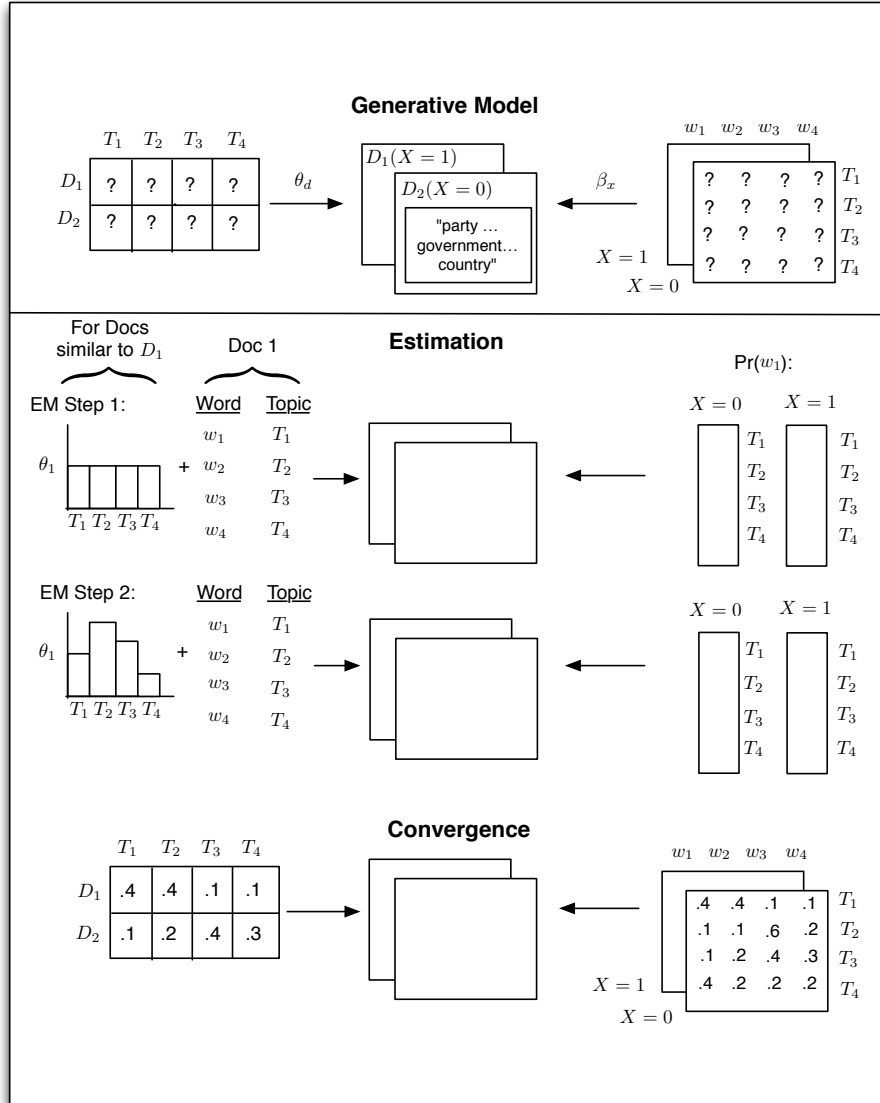 Generative Model
T₁ T₂ T₃ T₄
w₁ w₂ w₃ w₄
D₁ ? ? ? ?
D₂ ? ? ? ?
θ_d
D₁(X = 1)
D₂(X = 0)
"party ...
government...
country"
β_x
? ? ? ? T₁
? ? ? ? T₂
? ? ? ? T₃
? ? ? ? T₄
X = 1
X = 0
For Docs
similar to D₁
Doc 1
Estimation
Pr(w₁):
EM Step 1:
Word Topic
θ₁
T₁ T₂ T₃ T₄
+
w₁ T₁
w₂ T₂
w₃ T₃
w₄ T₄
X = 0 X = 1
T₁ T₁
T₂ T₂
T₃ T₃
T₄ T₄
EM Step 2:
Word Topic
θ₁
T₁ T₂ T₃ T₄
+
w₁ T₁
w₂ T₂
w₃ T₃
w₄ T₄
X = 0 X = 1
T₁ T₁
T₂ T₂
T₃ T₃
T₄ T₄
Convergence
T₁ T₂ T₃ T₄
D₁ .4 .4 .1 .1
D₂ .1 .2 .4 .3
w₁ w₂ w₃ w₄
.4 .4 .1 .1 T₁
.1 .1 .6 .2 T₂
.1 .2 .4 .3 T₃
.4 .2 .2 .2 T₄
X = 1
X = 0